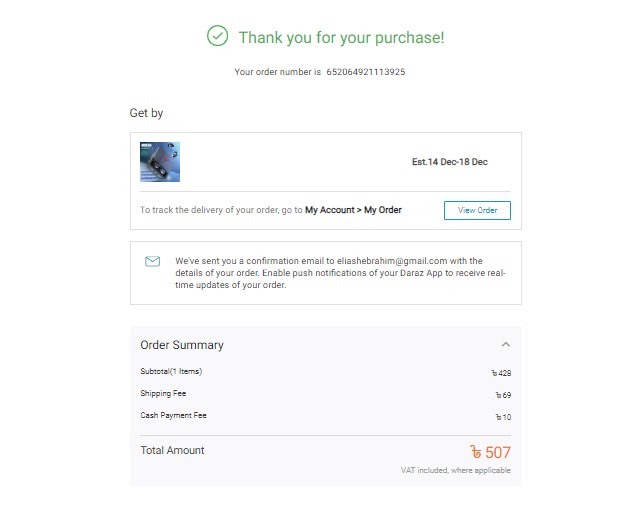 Thank you for your purchase!
Your order number is 652064921113925
Get by
Est.14 Dec-18 Dec
To track the delivery of your order, go to My Account > My Order
View Order
We've sent you a confirmation email to eliashebrahim@gmail.com with the
details of your order. Enable push notifications of your Daraz App to receive real-
time updates of your order.
Order Summary
Subtotal(1 Items) ৳ 428
Shipping Fee ৳ 69
Cash Payment Fee ৳ 10
Total Amount ৳ 507
VAT included, where applicable